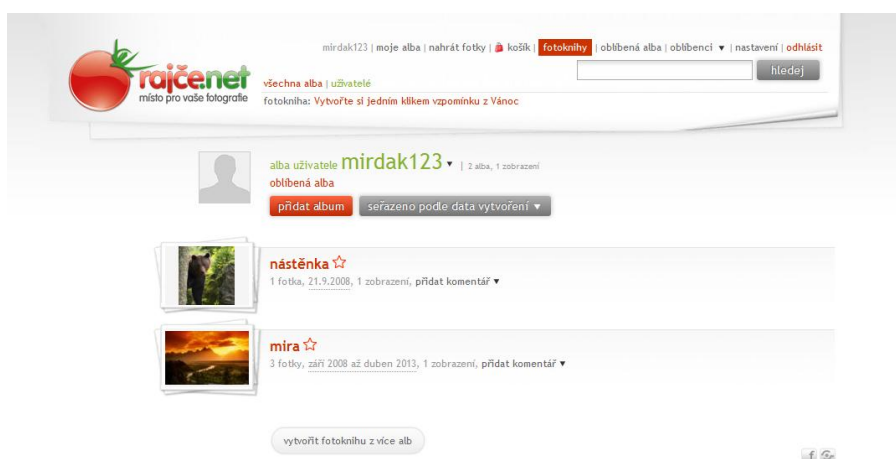 mirdak123 | moje alba | nahrát fotky | košík | fotoknihy | oblíbená alba | oblíbenci ▼ | nastavení | odhlásit
rajče.net
místo pro vaše fotografie
hledej
všechna alba | uživatelé
fotokniha: Vytvořte si jedním klikem vzpomínku z Vánoc
alba uživatele mirdak123 ▼ | 2 alba, 1 zobrazení
oblíbená alba
přidat album seřazeno podle data vytvoření ▼
nástěnka
1 fotka, 21.9.2008, 1 zobrazení, přidat komentář ▼
mira
3 fotky, září 2008 až duben 2013, 1 zobrazení, přidat komentář ▼
vytvořit fotoknihu z více alb